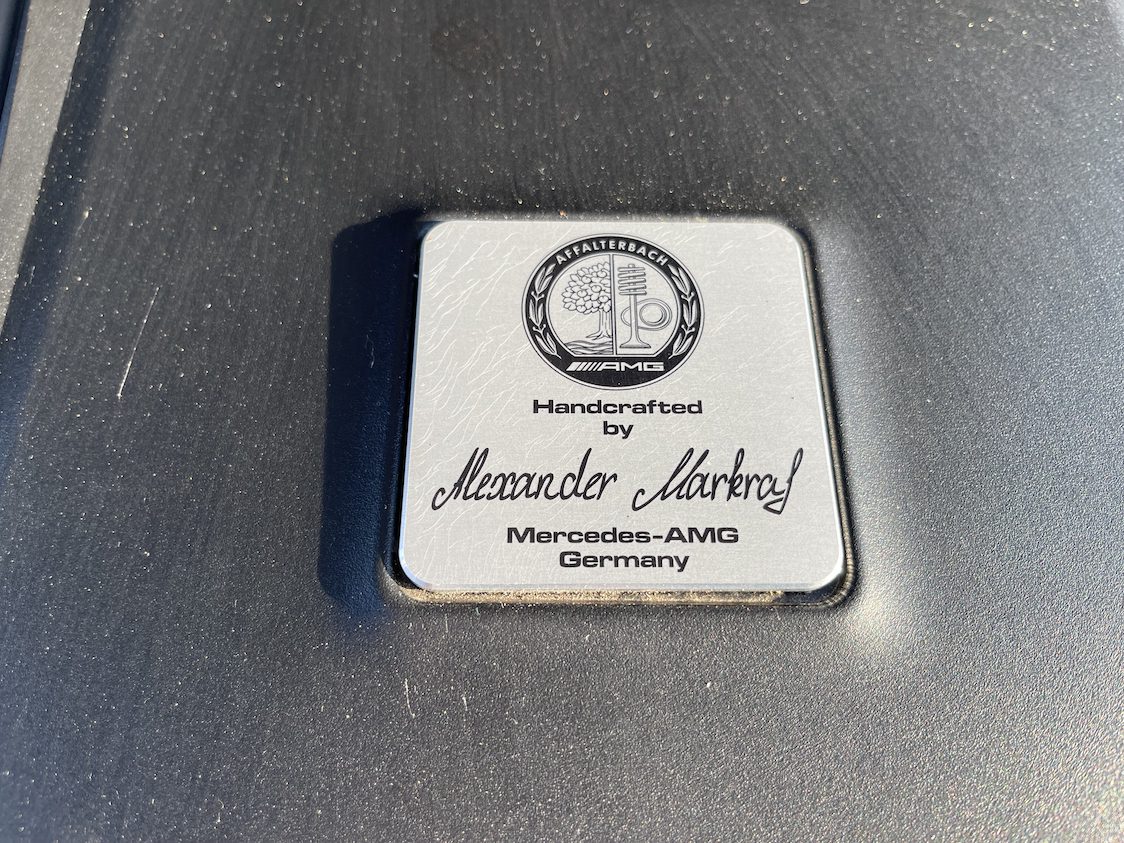 AFFALTERBACH
AMG
Handcrafted
by
Alexander Markraf
Mercedes-AMG
Germany